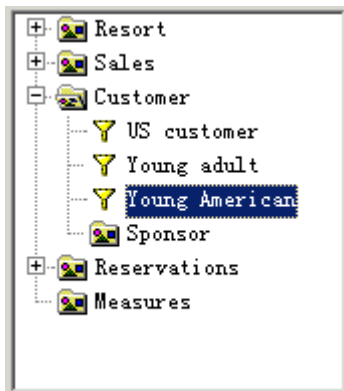 Resort
Sales
Customer
US customer
Young adult
Young American
Sponsor
Reservations
Measures